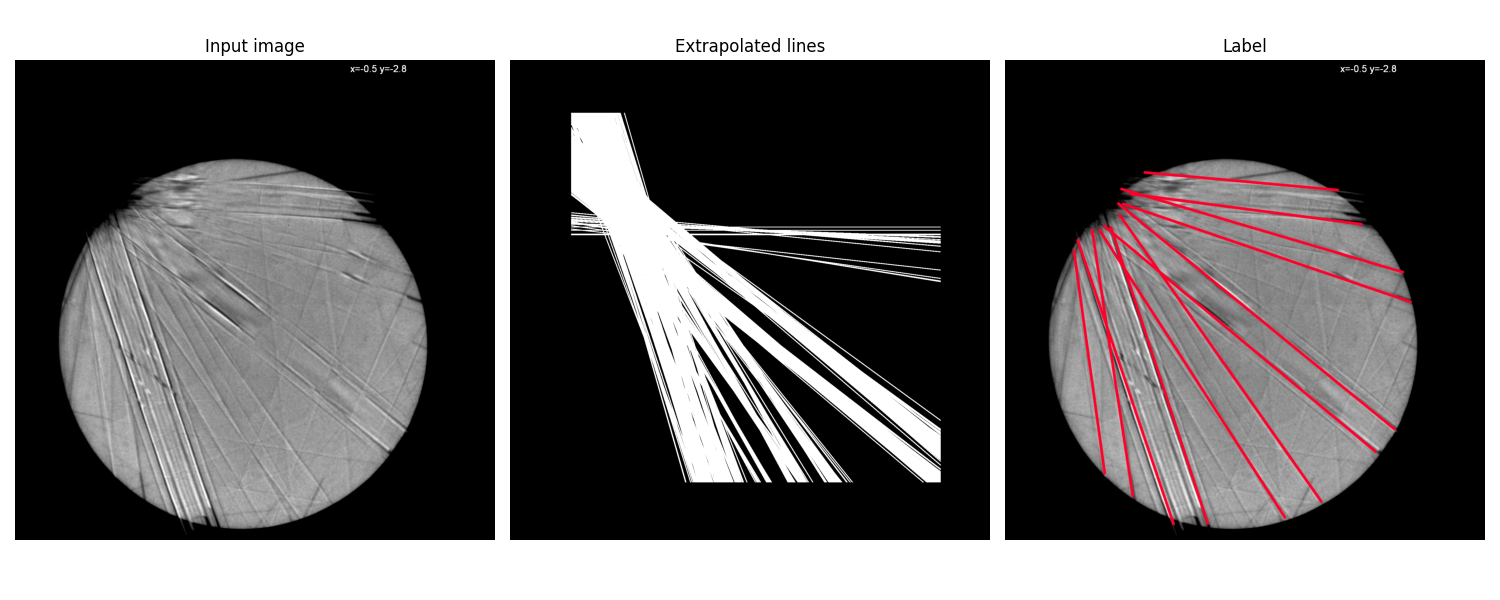 Input image
Extrapolated lines
Label
x=-0.5 y=-2.8
x=-0.5 y=-2.8